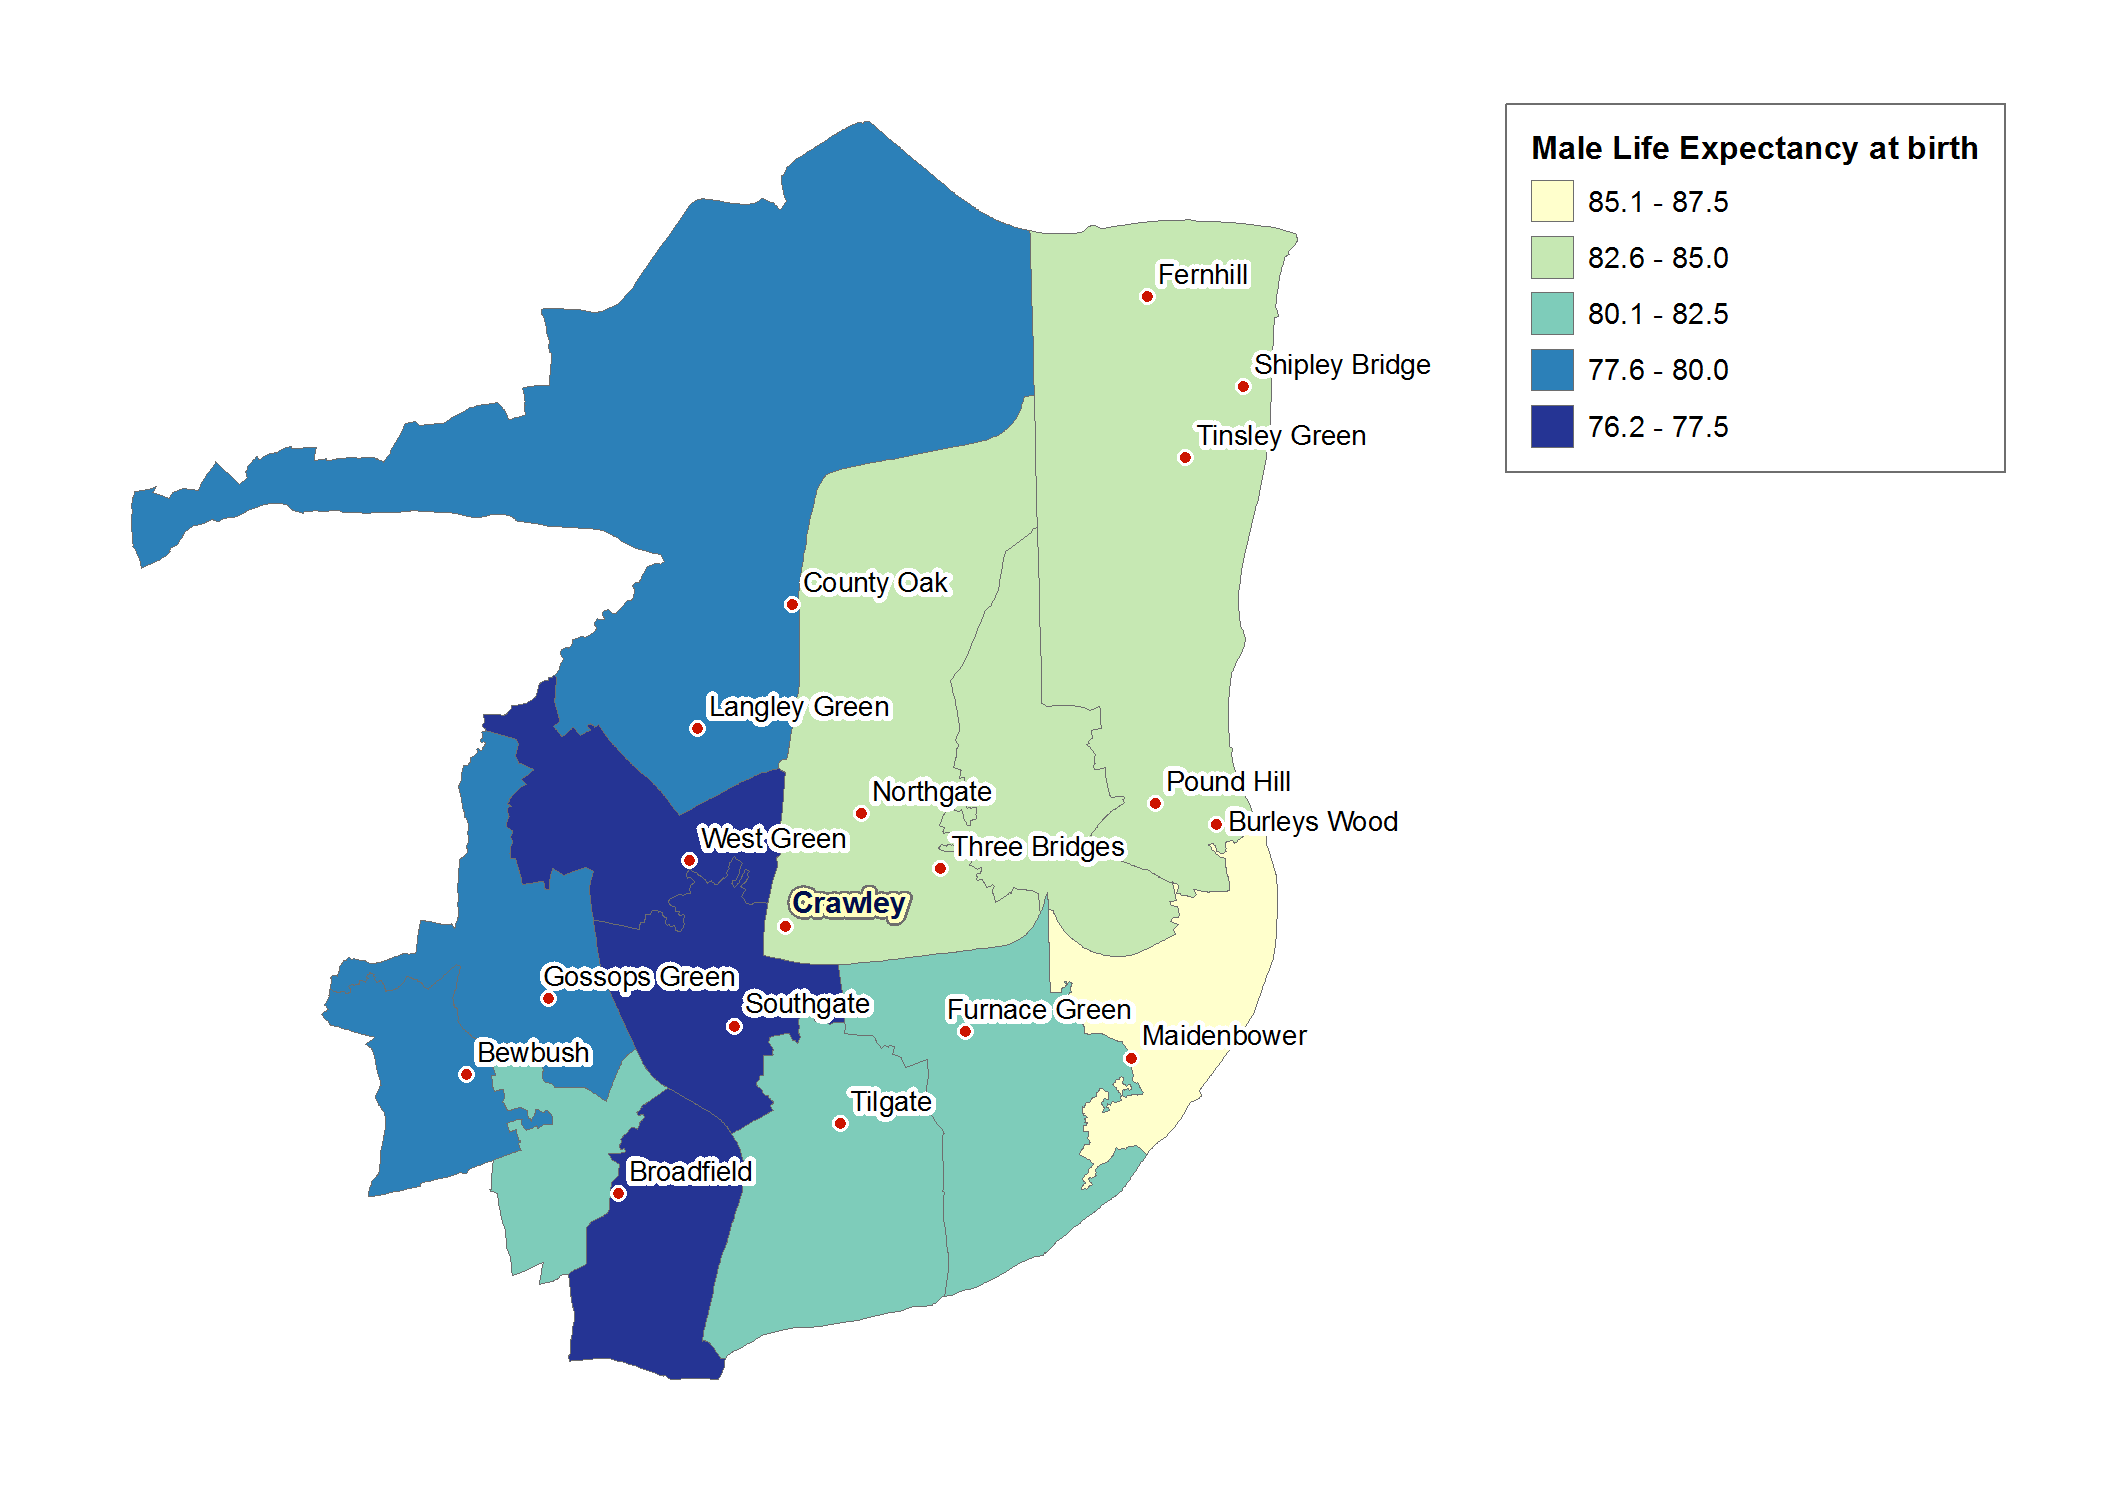 Male Life Expectancy at birth
85.1 - 87.5
82.6 - 85.0
80.1 - 82.5
77.6 - 80.0
76.2 - 77.5
Fernhill
Shipley Bridge
Tinsley Green
County Oak
Langley Green
Northgate
Pound Hill
Burleys Wood
West Green
Three Bridges
Crawley
Gossops Green
Southgate
Furnace Green
Maidenbower
Bewbush
Tilgate
Broadfield